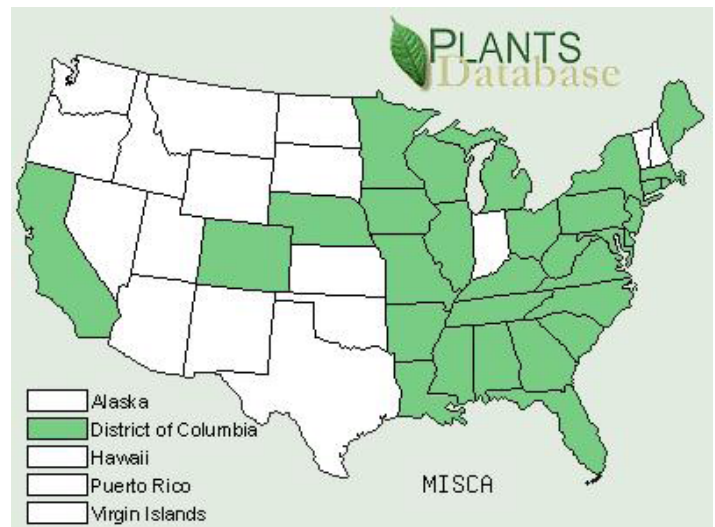 PLANTS
Database
Alaska
District of Columbia
Hawaii
Puerto Rico
Virgin Islands
MISCA